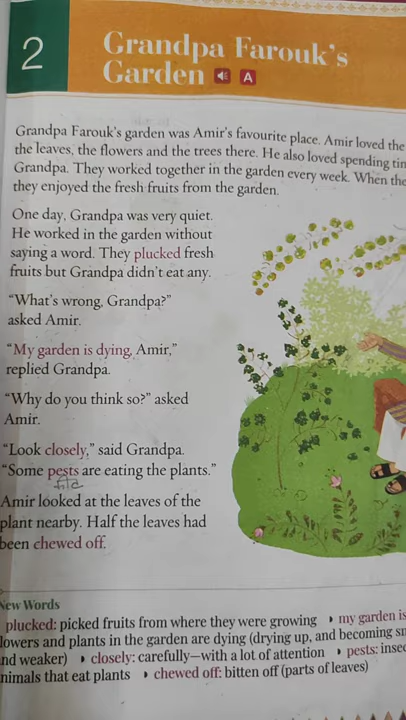 2
Grandpa Farouk's
Garden A
Grandpa Farouk's garden was Amir's favourite place. Amir loved the
the leaves, the flowers and the trees there. He also loved spending
Grandpa. They worked together in the garden every week. When the
they enjoyed the fresh fruits from the garden.
One day, Grandpa was very quiet.
He worked in the garden without
saying a word. They plucked fresh
fruits but Grandpa didn't eat any.
"What's wrong, Grandpa?"
asked Amir.
"My garden is dying, Amir,"
replied Grandpa.
"Why do you think so?" asked
Amir.
"Look closely," said Grandpa.
"Some pests are eating the plants."
Amir looked at the leaves of the
plant nearby. Half the leaves had
been chewed off.
New Words
plucked: picked fruits from where they were growing › my garden is
lowers and plants in the garden are dying (drying up, and becoming
nd weaker) › closely: carefully—with a lot of attention › pests:
nimals that eat plants › chewed off: bitten off (parts of leaves)